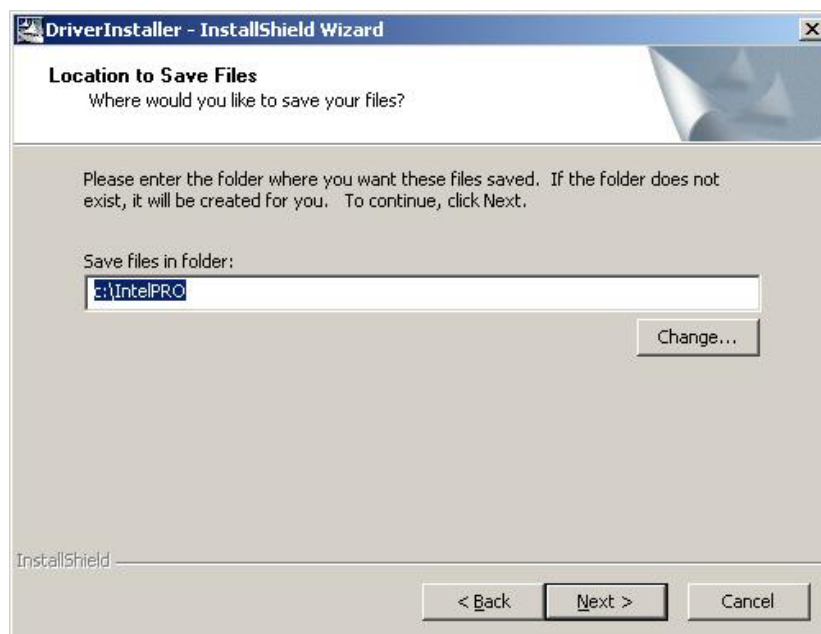 DriverInstaller - InstallShield Wizard
Location to Save Files
Where would you like to save your files?
Please enter the folder where you want these files saved.  If the folder does not
exist, it will be created for you.   To continue, click Next.
Save files in folder:
c:\IntelPRO
Change...
InstallShield
< Back
Next >
Cancel